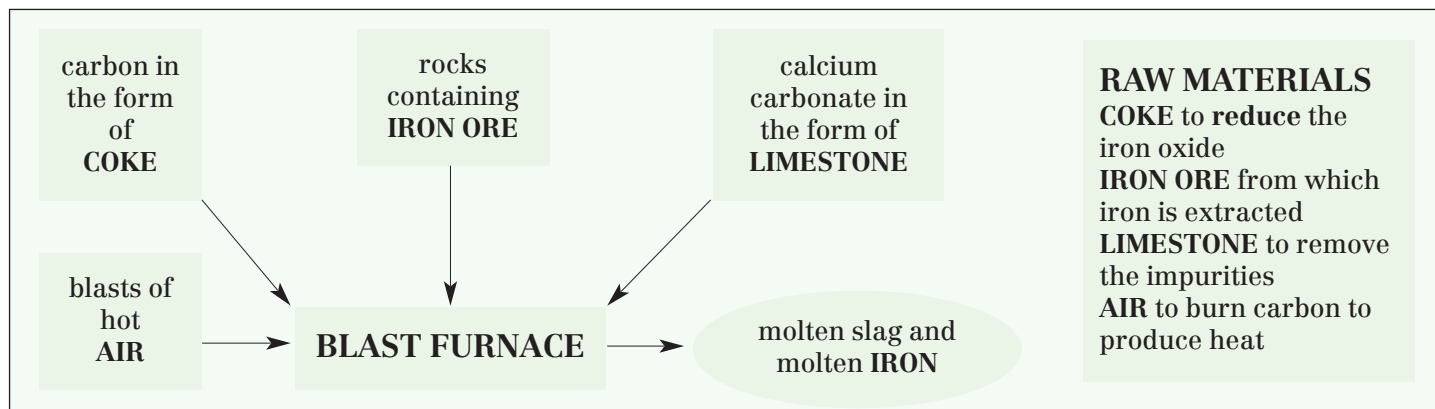 carbon in
the form
of
COKE
rocks
containing
IRON ORE
calcium
carbonate in
the form of
LIMESTONE
blasts of
hot
AIR
BLAST FURNACE
molten slag and
molten IRON
RAW MATERIALS
COKE to reduce the
iron oxide
IRON ORE from which
iron is extracted
LIMESTONE to remove
the impurities
AIR to burn carbon to
produce heat